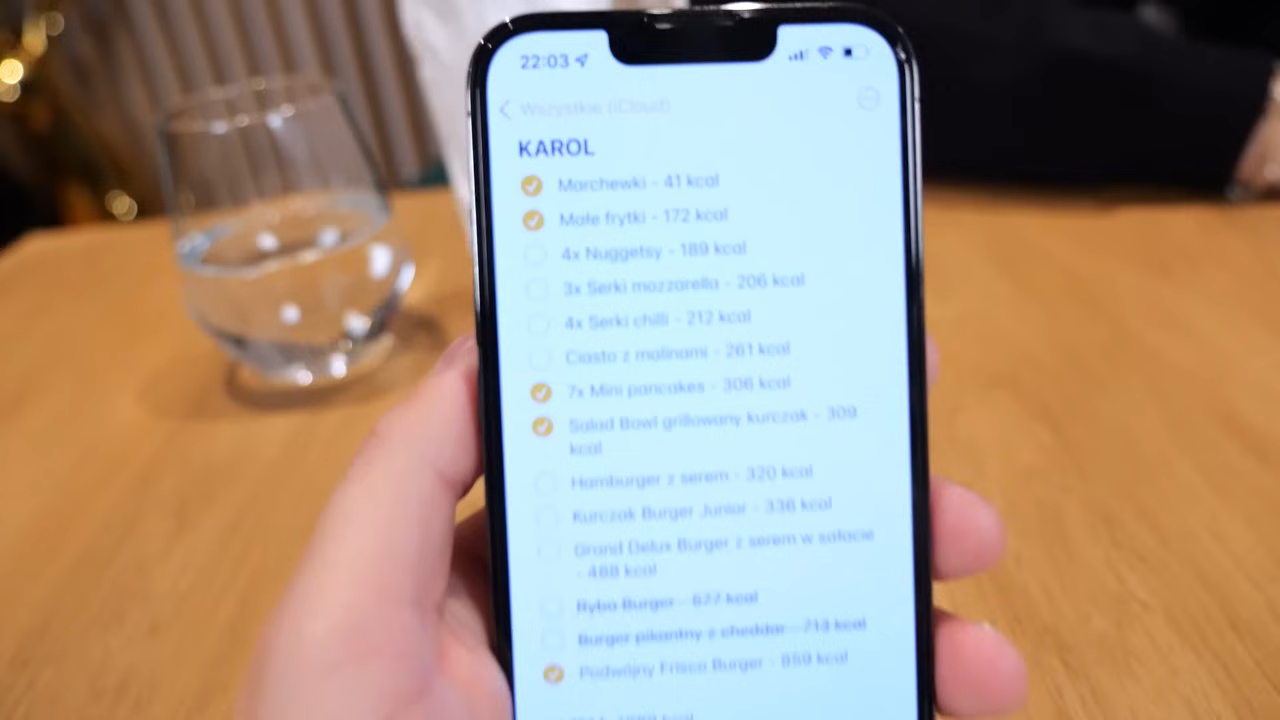 22:03
Wszystkie (iCloud)
KAROL
Marchewki - 41 kcal
Małe frytki - 172 kcal
4x Nuggetsy - 189 kcal
3x Serki mozzarella - 206 kcal
4x Serki chilli - 212 kcal
Ciasto z malinami - 261 kcal
7x Mini pancakes - 306 kcal
Salad Bowl grillowany kurczak - 309
kcal
Hamburger z serem - 320 kcal
Kurczak Burger Junior - 336 kcal
Grand Delux Burger z serem w sałacie
- 488 kcal
Ryba Burger - 677 kcal
Burger pikantny z cheddar - 713 kcal
Podwójny Frisco Burger - 859 kcal
kcal